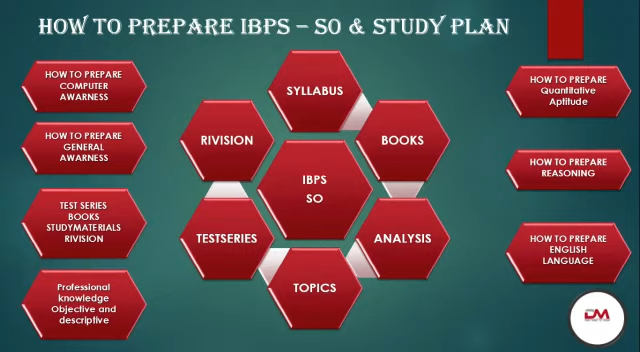 HOW TO PREPARE IBPS – SO & STUDY PLAN
HOW TO PREPARE
COMPUTER
AWARNESS
HOW TO PREPARE
GENERAL
AWARNESS
TEST SERIES
BOOKS
STUDYMATERIALS
RIVISION
Professional
knowledge
Objective and
descriptive
SYLLABUS
RIVISION
BOOKS
IBPS
SO
TESTSERIES
ANALYSIS
TOPICS
HOW TO PREPARE
Quantitative
Aptitude
HOW TO PREPARE
REASONING
HOW TO PREPARE
ENGLISH
LANGUAGE
DM